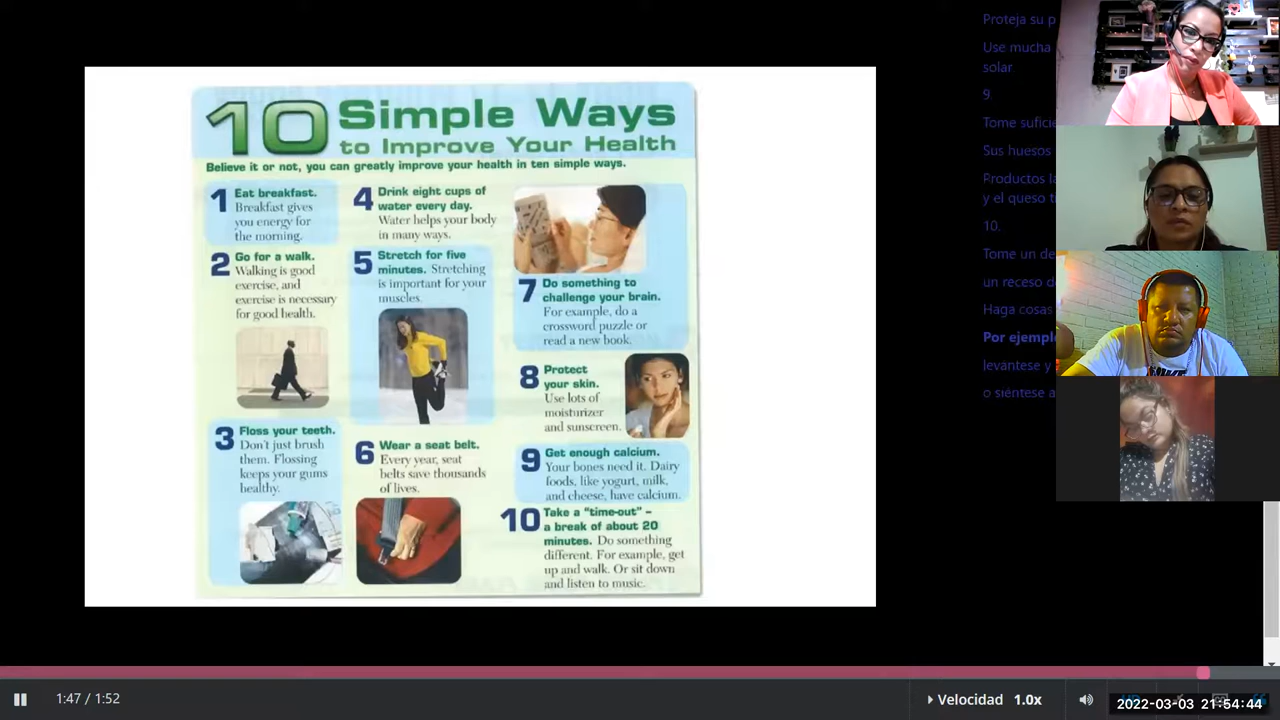 10 Simple Ways
to Improve Your Health
Believe it or not, you can greatly improve your health in ten simple ways.
1 Eat breakfast.
Breakfast gives
you energy for
the morning.
2 Go for a walk.
Walking is good
exercise, and
exercise is necessary
for good health.
3 Floss your teeth.
Don't just brush
them. Flossing
keeps your gums
healthy.
4 Drink eight cups of
water every day.
Water helps your body
in many ways.
5 Stretch for five
minutes. Stretching
is important for your
muscles.
6 Wear a seat belt.
Every year, seat
belts save thousands
of lives.
7 Do something to
challenge your brain.
For example, do a
crossword puzzle or
read a new book.
8 Protect
your skin.
Use lots of
moisturizer
and sunscreen.
9 Get enough calcium.
Your bones need it. Dairy
foods, like yogurt, milk,
and cheese, have calcium.
10 Take a “time-out” –
a break of about 20
minutes. Do something
different. For example, get
up and walk. Or sit down
and listen to music.
Proteja su p
Use mucha
solar.
9
Tome sufici
Sus huesos
Productos l
y el queso t
10.
Tome un de
un receso d
Haga cosas
Por ejempl
levántese y
o siéntese a
1:47 / 1:52
Velocidad 1.0x
2022-03-03 21:54:44